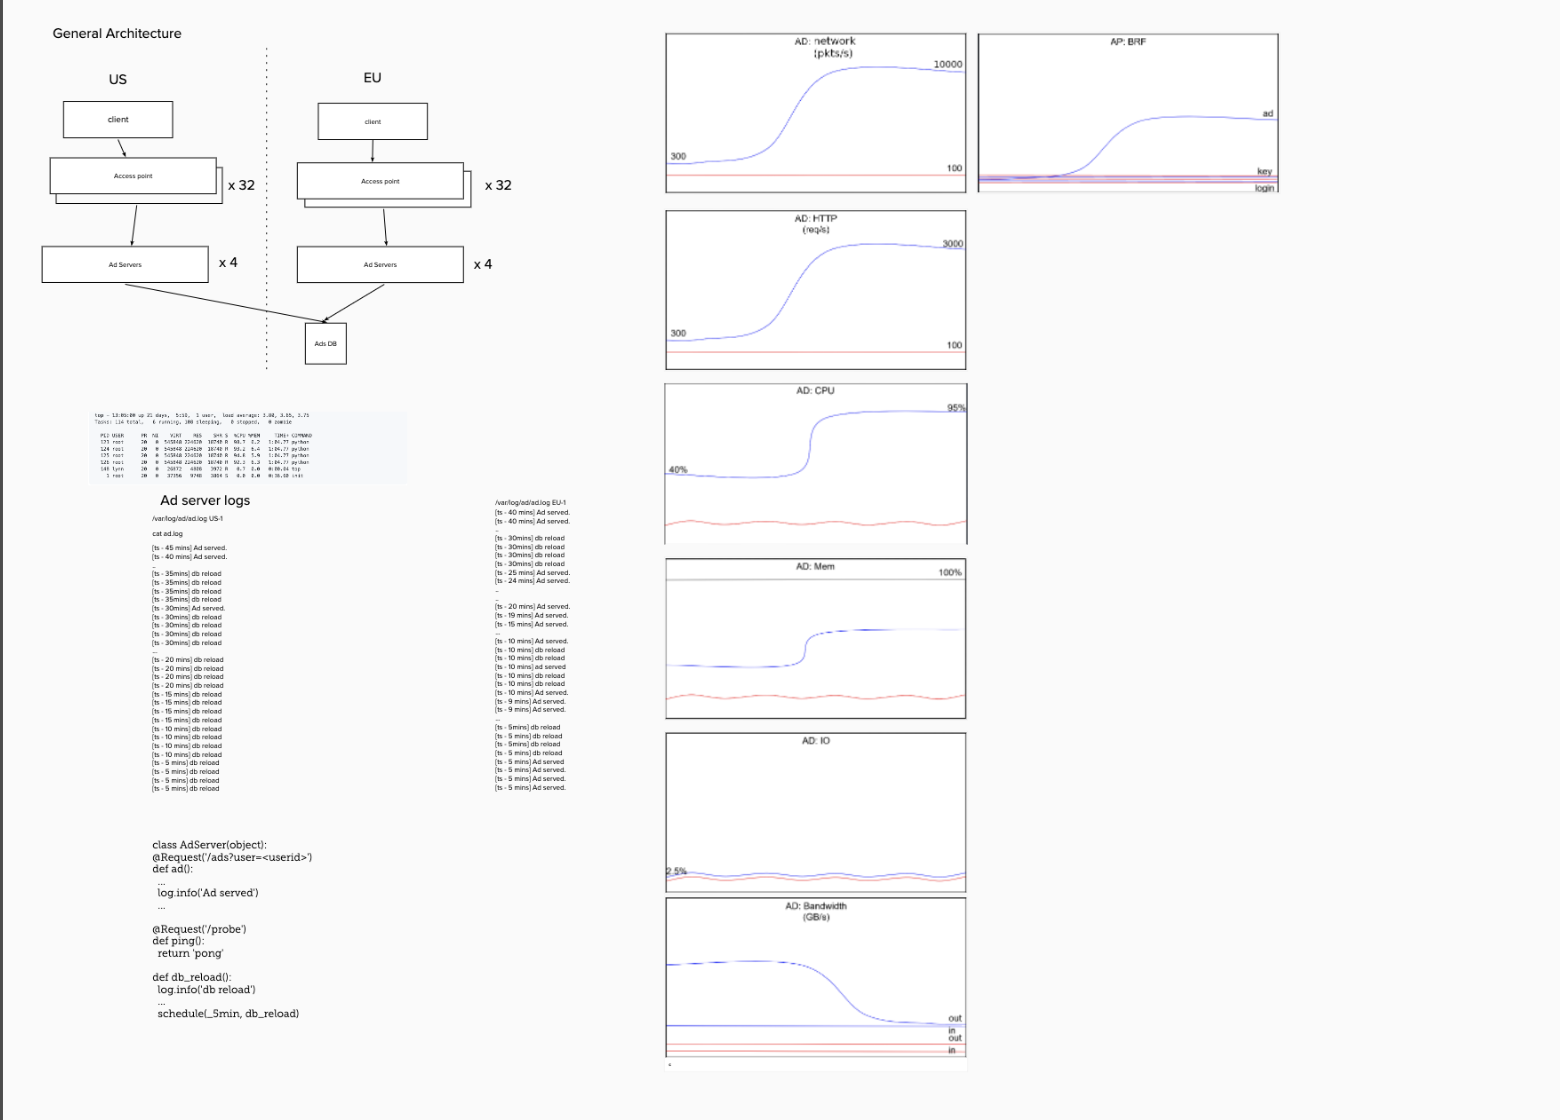 General Architecture
US
EU
client
client
Access point
x 32
Access point
x 32
Ad Servers
x 4
Ad Servers
x 4
Ads DB
Ad server logs
/var/log/ad/ad.log US-1
cat ad.log
[ts - 45 mins] Ad served.
[ts - 40 mins] Ad served.
..
[ts - 35mins] db reload
[ts - 35mins] db reload
[ts - 35mins] db reload
[ts - 35mins] db reload
[ts - 30mins] Ad served.
[ts - 30mins] db reload
[ts - 30mins] db reload
[ts - 30mins] db reload
[ts - 30mins] db reload
...
[ts - 20 mins] db reload
[ts - 20 mins] db reload
[ts - 20 mins] db reload
[ts - 20 mins] db reload
[ts - 15 mins] db reload
[ts - 15 mins] db reload
[ts - 15 mins] db reload
[ts - 15 mins] db reload
[ts - 10 mins] db reload
[ts - 10 mins] db reload
[ts - 10 mins] db reload
[ts - 10 mins] db reload
[ts - 5 mins] db reload
[ts - 5 mins] db reload
[ts - 5 mins] db reload
[ts - 5 mins] db reload
/var/log/ad/ad.log EU-1
[ts - 40 mins] Ad served.
[ts - 40 mins] Ad served.
..
[ts - 30mins] db reload
[ts - 30mins] db reload
[ts - 30mins] db reload
[ts - 30mins] db reload
[ts - 25 mins] Ad served.
[ts - 24 mins] Ad served.
..
..
[ts - 20 mins] Ad served.
[ts - 19 mins] Ad served.
[ts - 15 mins] Ad served.
...
[ts - 10 mins] Ad served.
[ts - 10 mins] db reload
[ts - 10 mins] db reload
[ts - 10 mins] ad served
[ts - 10 mins] db reload
[ts - 10 mins] db reload
[ts - 10 mins] Ad served.
[ts - 9 mins] Ad served.
[ts - 9 mins] Ad served.
...
[ts - 5mins] db reload
[ts - 5 mins] db reload
[ts - 5mins] db reload
[ts - 5 mins] db reload
[ts - 5 mins] Ad served
[ts - 5 mins] Ad served.
[ts - 5 mins] Ad served.
[ts - 5 mins] Ad served.
class AdServer(object):
@Request('/ads?user=<userid>')
def ad():
...
log.info('Ad served')
...
@Request('/probe')
def ping():
return 'pong'
def db_reload():
log.info('db reload')
...
schedule(_5min, db_reload)
AD: network
(pkts/s)
10000
300
100
AP: BRF
ad
key
login
AD: HTTP
(req/s)
3000
300
100
AD: CPU
95%
40%
AD: Mem
100%
AD: IO
2.5%
AD: Bandwidth
(GB/s)
out
in
out
in